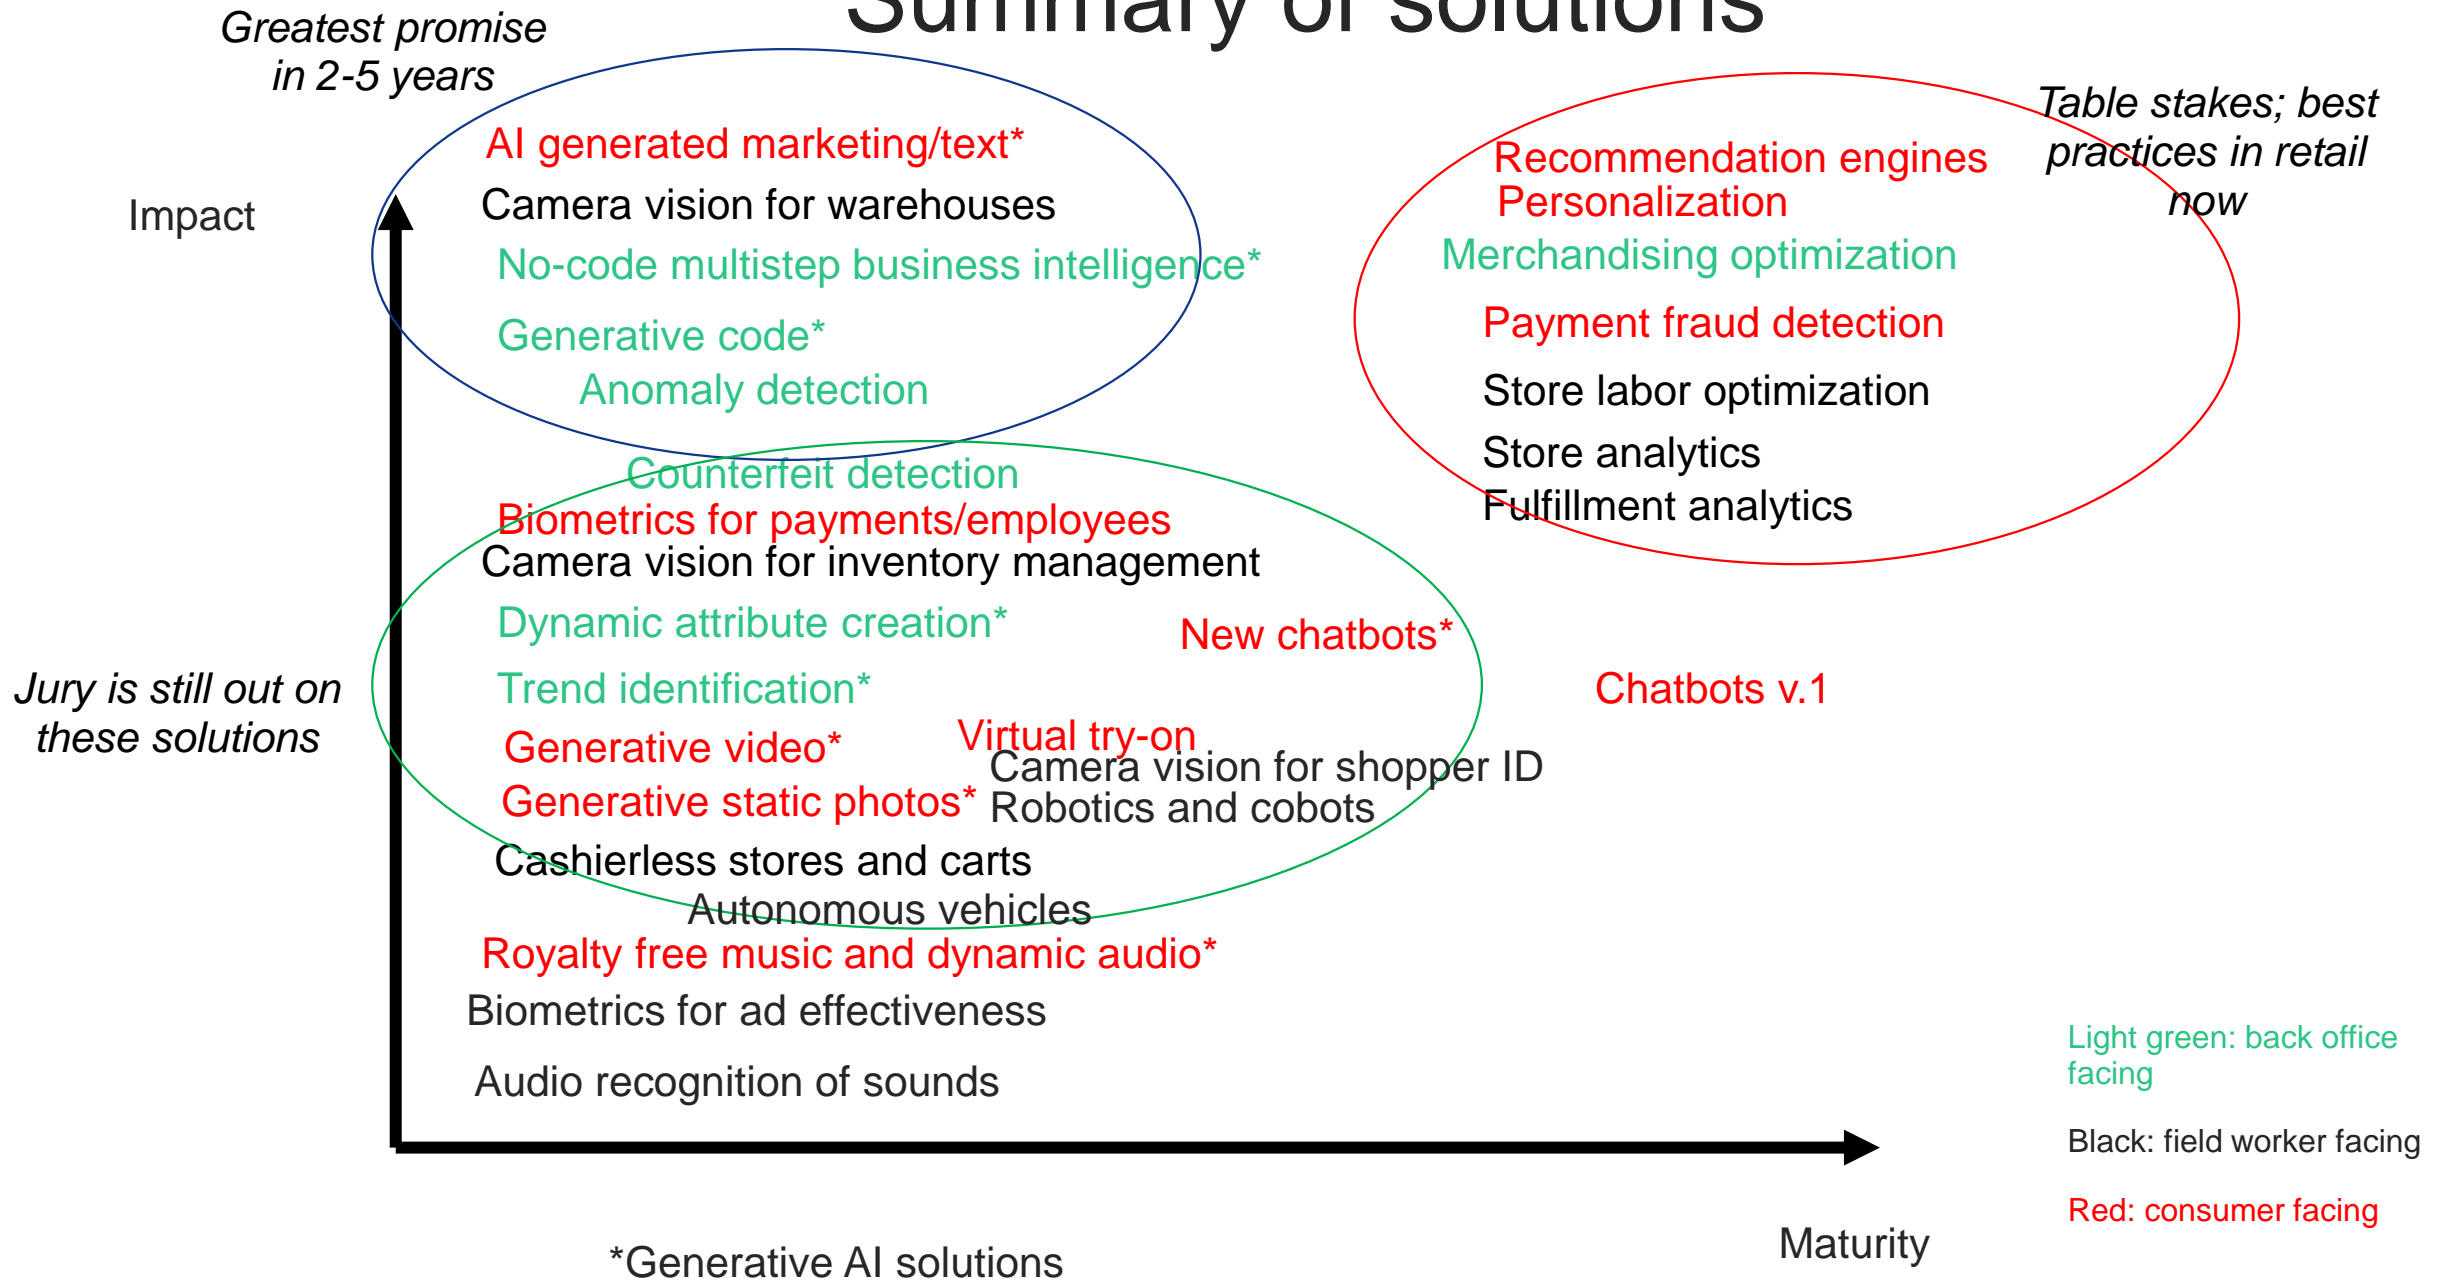 Summary of solutions
Greatest promise
in 2-5 years
Table stakes; best
practices in retail
now
Impact
AI generated marketing/text*
Camera vision for warehouses
No-code multistep business intelligence*
Generative code*
Anomaly detection
Recommendation engines
Personalization
Merchandising optimization
Payment fraud detection
Store labor optimization
Store analytics
Fulfillment analytics
Counterfeit detection
Biometrics for payments/employees
Camera vision for inventory management
Dynamic attribute creation*
New chatbots*
Jury is still out on
these solutions
Trend identification*
Chatbots v.1
Generative video*
Virtual try-on
Camera vision for shopper ID
Generative static photos*
Robotics and cobots
Cashierless stores and carts
Autonomous vehicles
Royalty free music and dynamic audio*
Biometrics for ad effectiveness
Audio recognition of sounds
Light green: back office
facing
Black: field worker facing
Red: consumer facing
Maturity
*Generative AI solutions